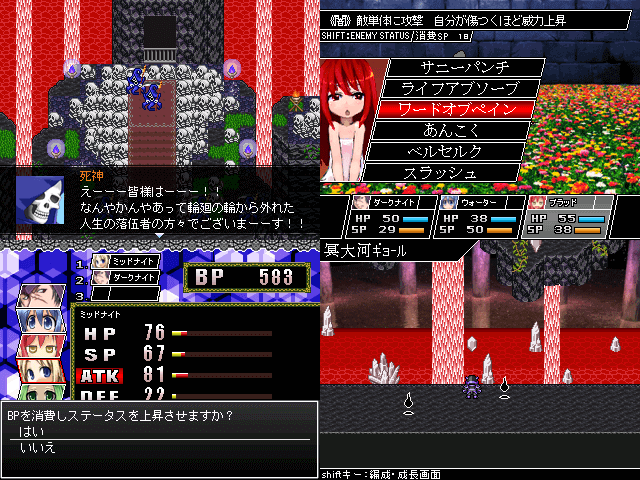 死神
えーーー皆様はーーー！！
なんやかんやあって輪廻の輪から外れた
人生の落伍者の方々でございまーーす！！
《闇》敵単体に攻撃　自分が傷つくほど威力上昇
SHIFT:ENEMY STATUS/消費SP 18
サニーパンチ
ライフアブソーブ
ワードオブペイン
あんこく
ベルセルク
スラッシュ
ダークナイト
HP 50
SP 29
ウォーター
HP 38
SP 50
ブラッド
HP 55
SP 38
1. ミッドナイト
2. ダークナイト
3.
BP 583
ミッドナイト
HP 76
SP 67
ATK 81
DEF 22
BPを消費しステータスを上昇させますか？
はい
いいえ
冥大河ｷﾞｮｰﾙ
shiftキー：編成・成長画面